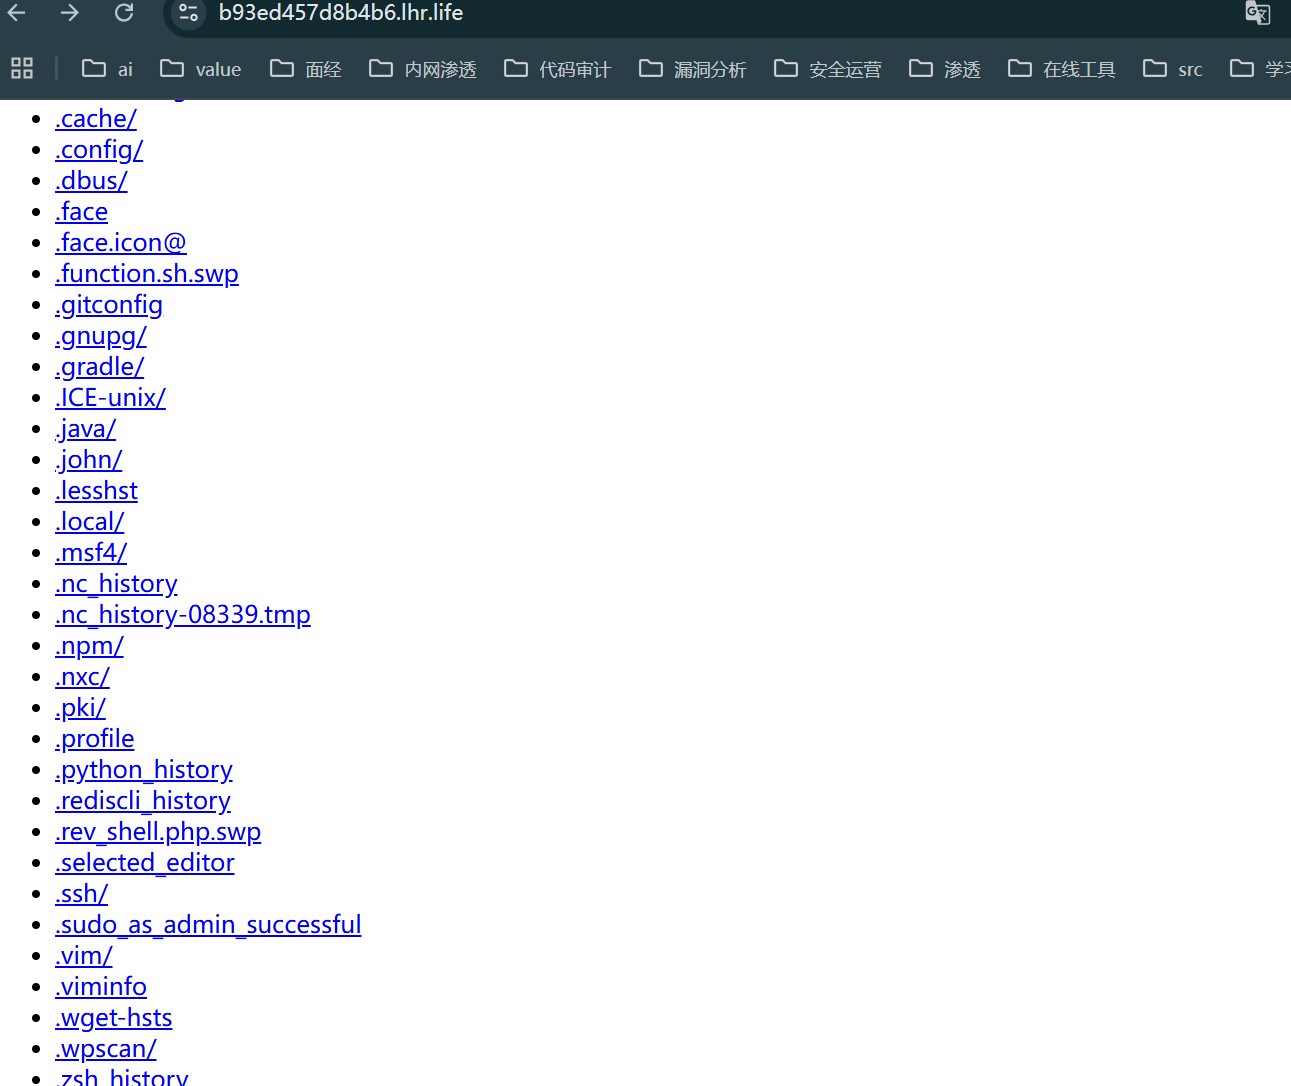 b93ed457d8b4b6.lhr.life
ai value 面经 内网渗透 代码审计 漏洞分析 安全运营 渗透 在线工具 src 学习
.cache/
.config/
.dbus/
.face
.face.icon@
.function.sh.swp
.gitconfig
.gnupg/
.gradle/
.ICE-unix/
.java/
.john/
.lesshst
.local/
.msf4/
.nc_history
.nc_history-08339.tmp
.npm/
.nxc/
.pki/
.profile
.python_history
.rediscli_history
.rev_shell.php.swp
.selected_editor
.ssh/
.sudo_as_admin_successful
.vim/
.viminfo
.wget-hsts
.wpscan/
.zsh_history